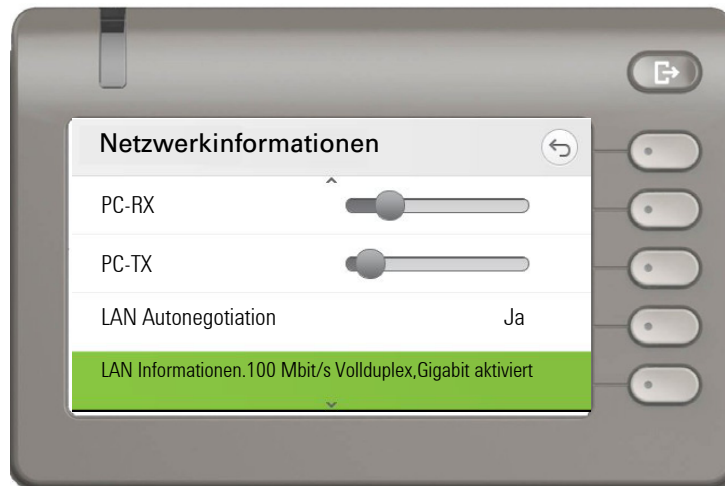 Netzwerkinformationen
PC-RX
PC-TX
LAN Autonegotiation Ja
LAN Informationen.100 Mbit/s Vollduplex,Gigabit aktiviert